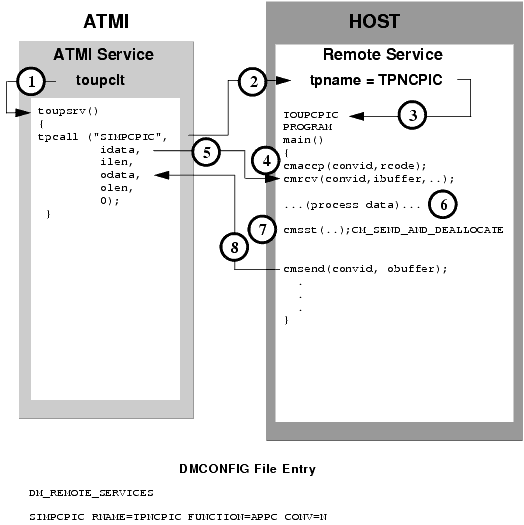 ATMI
HOST
ATMI Service
Remote Service
1
toupclt
2
tpname = TPNCPIC
toupsrv()
{
tpcall ("SIMPCPIC",
idata,
ilen,
odata,
olen,
0);
}
5
8
3
TOUPCPIC
PROGRAM
main()
4
{
cmaccp(convid,rcode);
cmrcv(convid,ibuffer,..);
...(process data)...
6
7
cmsst(..);CM_SEND_AND_DEALLOCATE
cmsend(convid, obuffer);
.
.
.
}
DMCONFIG File Entry
DM_REMOTE_SERVICES
SIMPCPIC RNAME=TPNCPIC FUNCTION=APPC CONV=N